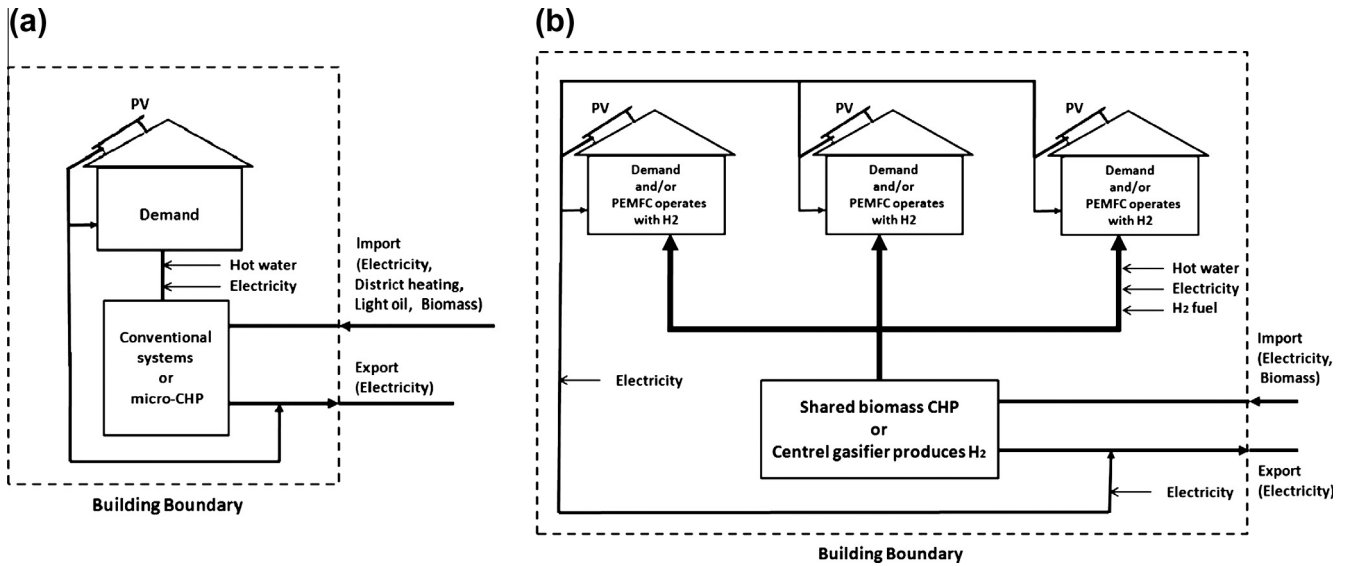 (a)
PV
Demand
Hot water
Electricity
Import
(Electricity,
District heating,
Light oil, Biomass)
Conventional
systems
or
micro-CHP
Export
(Electricity)
Building Boundary
(b)
PV
PV
PV
Demand
and/or
PEMFC operates
with H2
Demand
and/or
PEMFC operates
with H2
Demand
and/or
PEMFC operates
with H2
Hot water
Electricity
H2 fuel
Import
(Electricity,
Biomass)
Electricity
Shared biomass CHP
or
Centrel gasifier produces H2
Electricity
Export
(Electricity)
Building Boundary